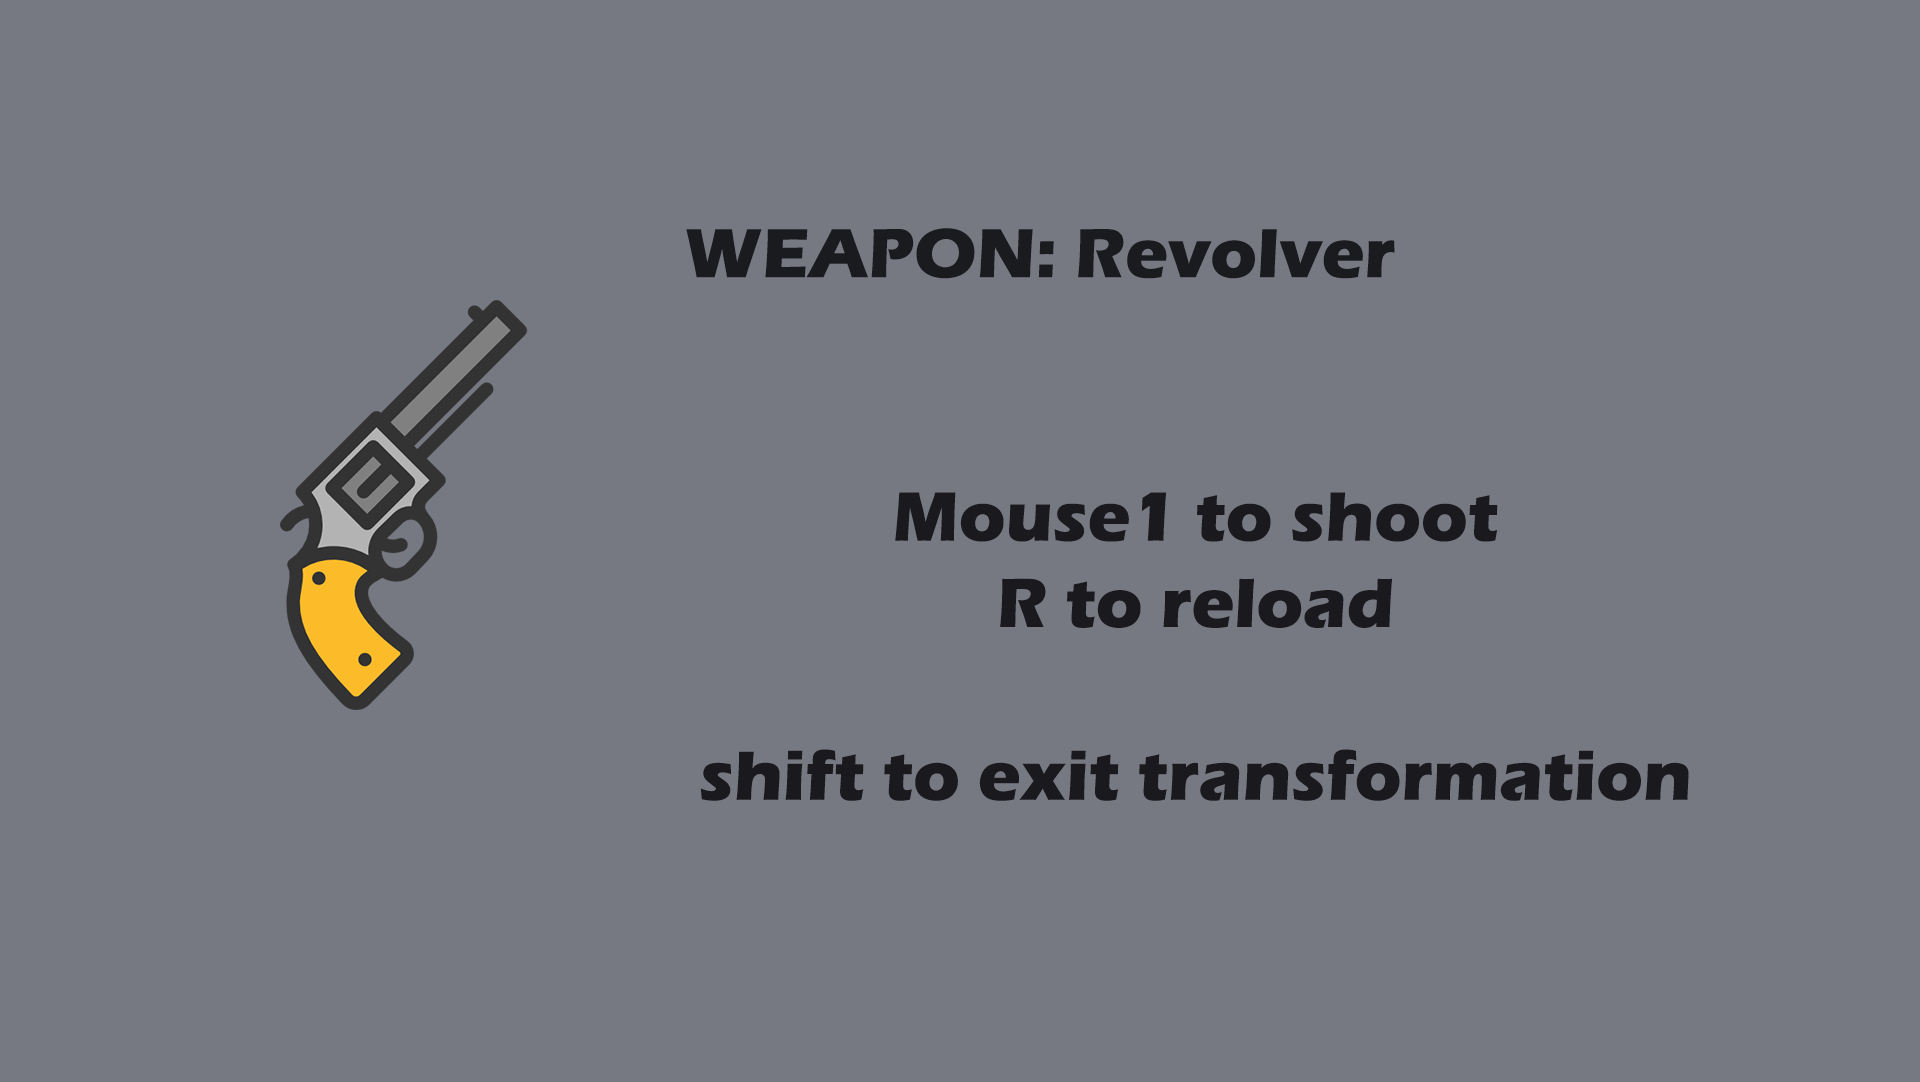 WEAPON: Revolver
Mouse1 to shoot
R to reload
shift to exit transformation